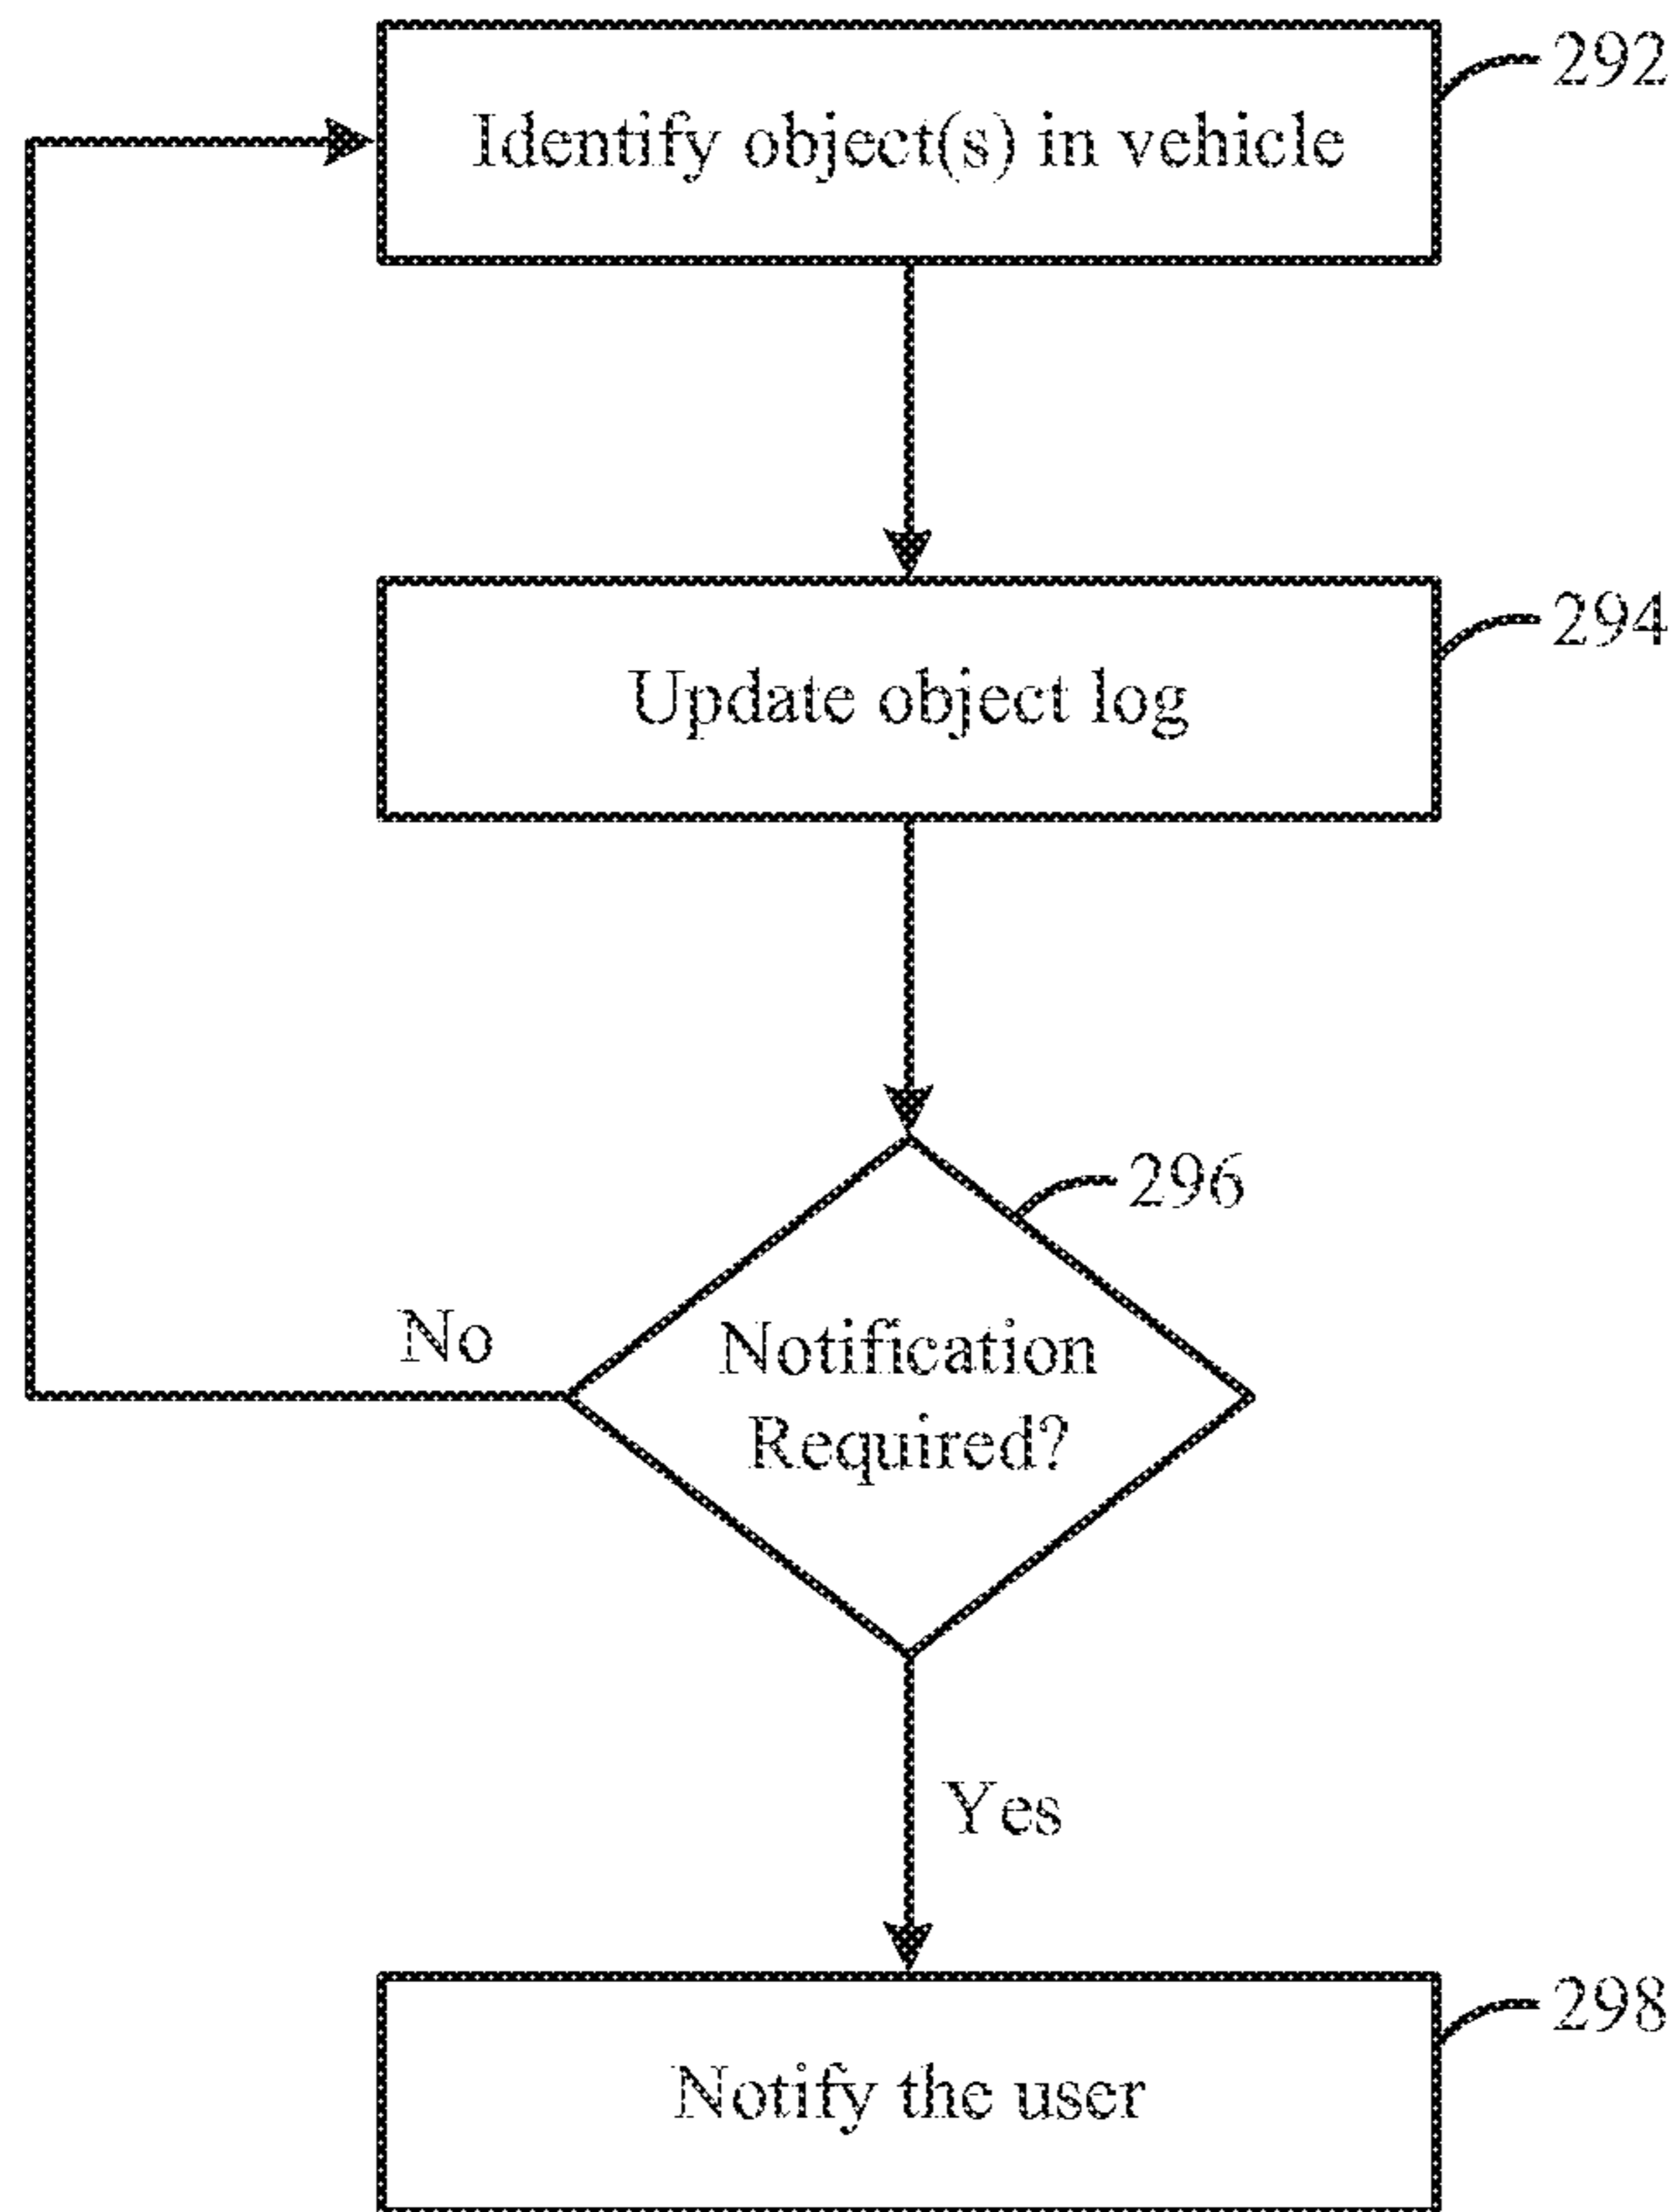 292
Identify object(s) in vehicle
294
Update object log
296
No
Notification
Required?
Yes
298
Notify the user